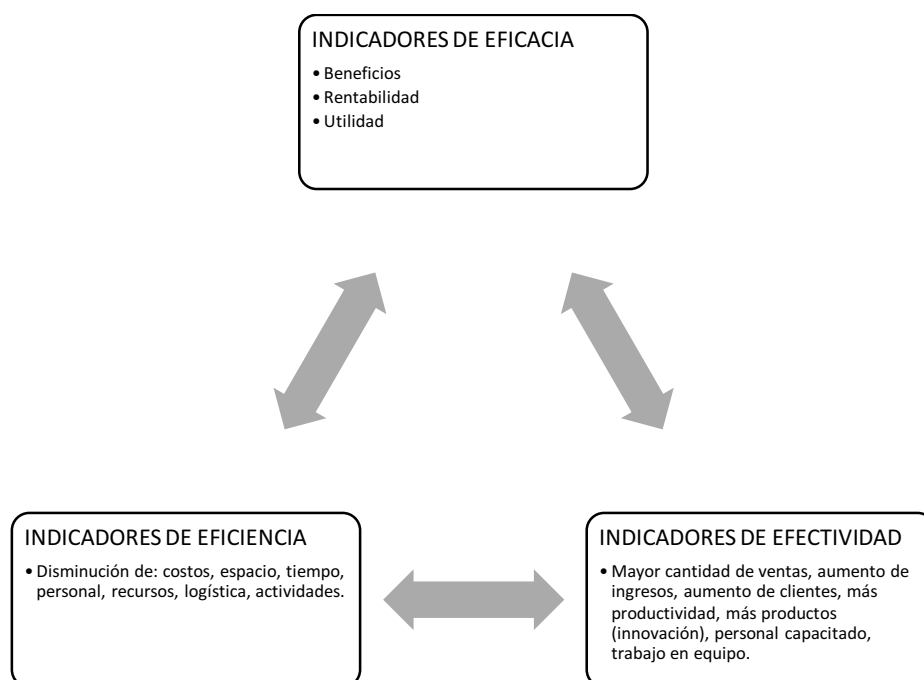 INDICADORES DE EFICACIA
• Beneficios
• Rentabilidad
• Utilidad
INDICADORES DE EFICIENCIA
• Disminución de: costos, espacio, tiempo,
personal, recursos, logística, actividades.
INDICADORES DE EFECTIVIDAD
• Mayor cantidad de ventas, aumento de
ingresos, aumento de clientes, más
productividad, más productos
(innovación), personal capacitado,
trabajo en equipo.